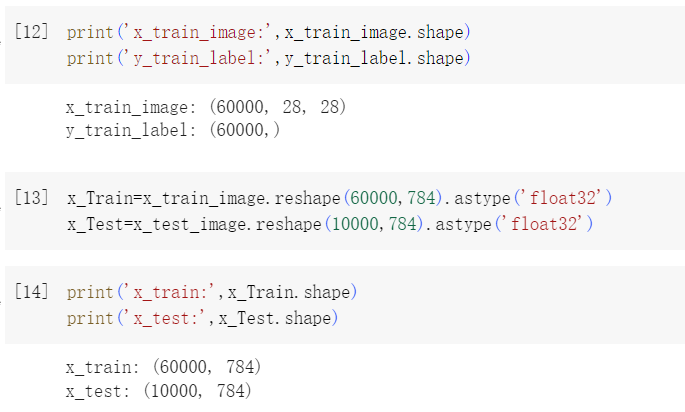 [12] print('x_train_image:',x_train_image.shape)
print('y_train_label:',y_train_label.shape)
x_train_image: (60000, 28, 28)
y_train_label: (60000,)
[13] x_Train=x_train_image.reshape(60000,784).astype('float32')
x_Test=x_test_image.reshape(10000,784).astype('float32')
[14] print('x_train:',x_Train.shape)
print('x_test:',x_Test.shape)
x_train: (60000, 784)
x_test: (10000, 784)